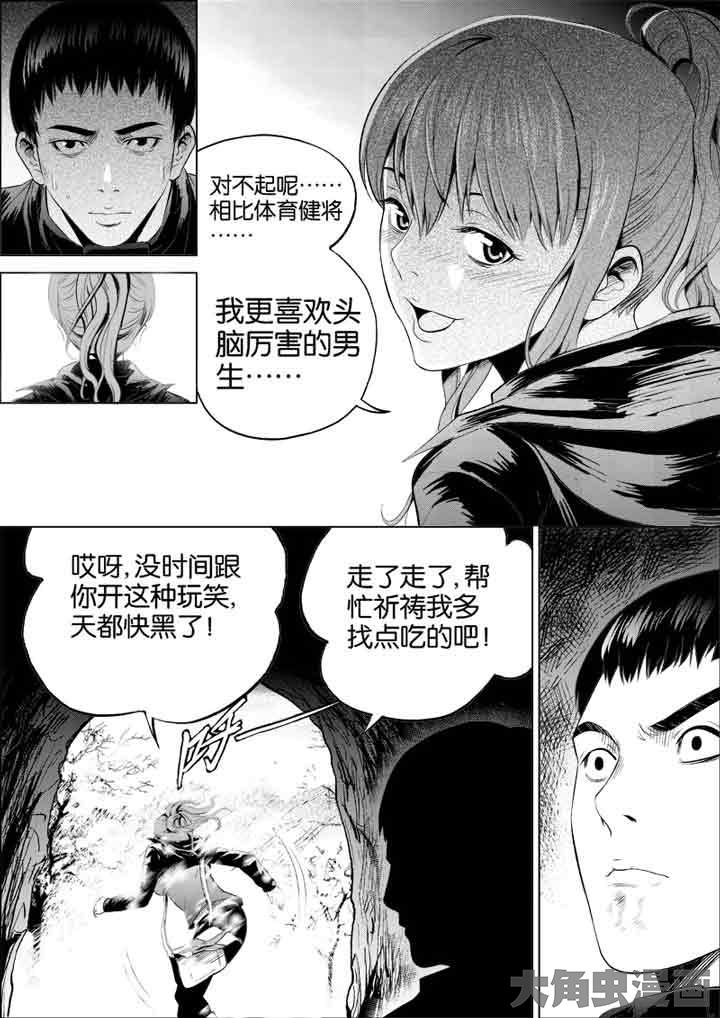 对不起呢……
相比体育健将
……
我更喜欢头
脑厉害的男
生……
哎呀,没时间跟
你开这种玩笑,
天都快黑了!
走了走了,帮
忙祈祷我多
找点吃的吧!
呼——
大角虫漫画